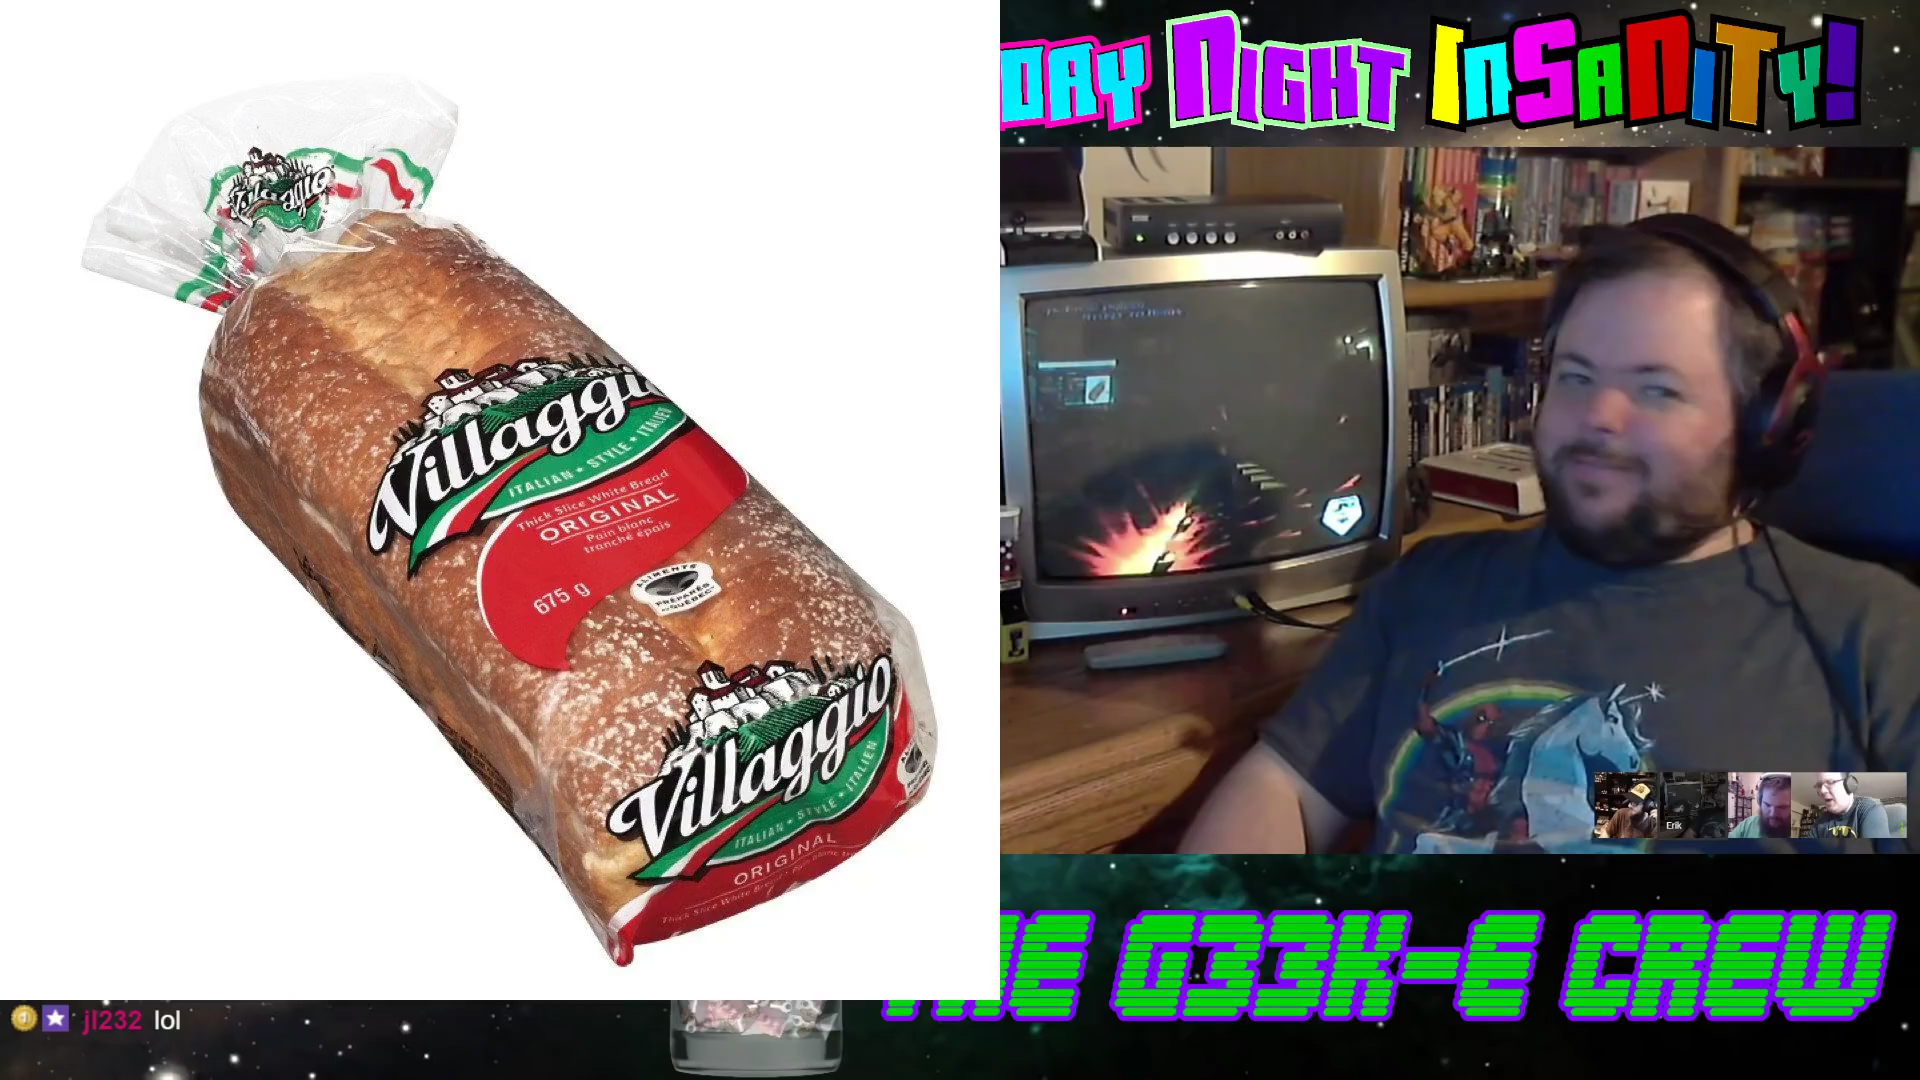 DAY NIGHT INSANITY!
Villaggio
Villaggio
ITALIAN ★ STYLE ★ ITALIEN
Thick Slice White Bread
ORIGINAL
Pain blanc
tranché épais
675 g
ALIMENTS
PRÉPARÉS
AU QUÉBEC
Villaggio
ITALIAN ★ STYLE ★ ITALIEN
ORIGINAL
Thick Slice White Bread
Erik
THE G33K-E CREW
jl232 lol